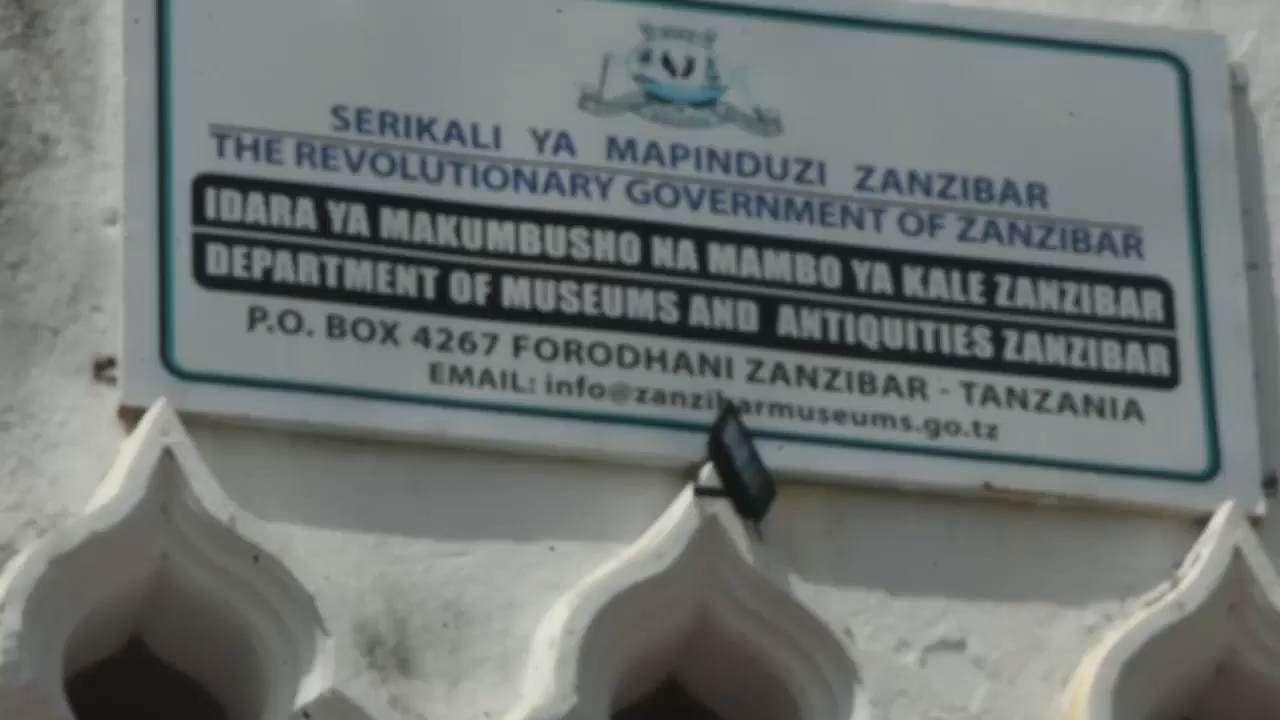 SERIKALI YA MAPINDUZI ZANZIBAR
THE REVOLUTIONARY GOVERNMENT OF ZANZIBAR
IDARA YA MAKUMBUSHO NA MAMBO YA KALE ZANZIBAR
DEPARTMENT OF MUSEUMS AND ANTIQUITIES ZANZIBAR
P.O. BOX 4267 FORODHANI ZANZIBAR - TANZANIA
EMAIL: info@zanzibarmuseums.go.tz